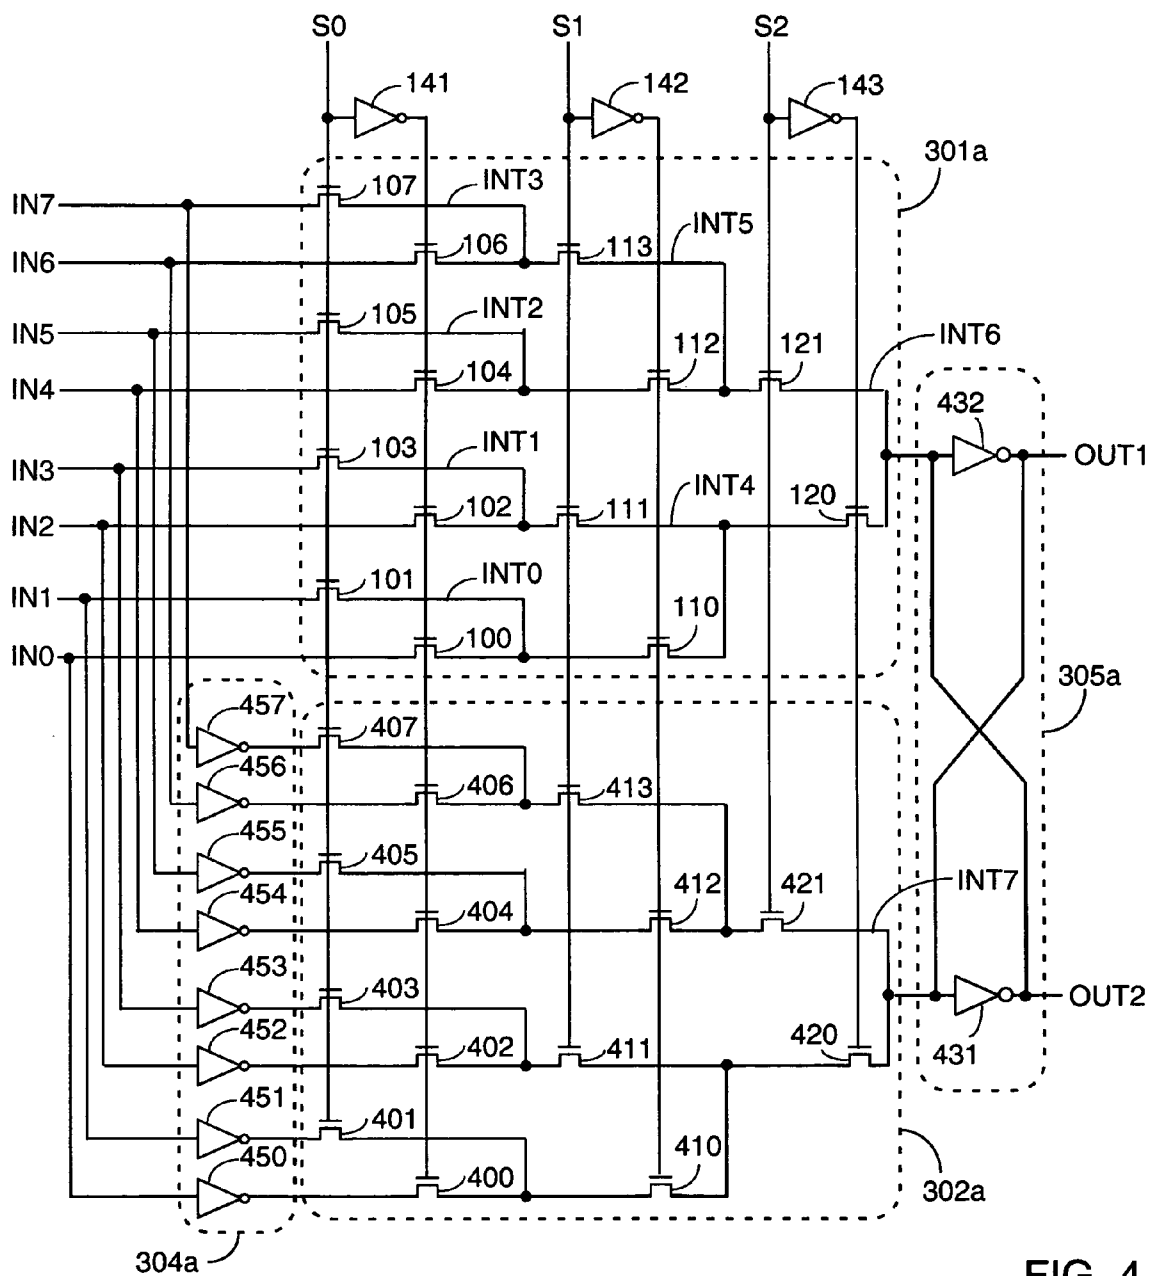 S0 S1 S2
141 142 143
301a
IN7 107 INT3
IN6 106 113 INT5
IN5 105 INT2
IN4 104 112 121 INT6
432
IN3 103 INT1 OUT1
IN2 102 111 INT4 120
IN1 101 INT0
110
IN0 100
305a
457 407
456 406 413
455 405
454 404 412 421 INT7
453 403 OUT2
452 402 411 420 431
451 401
450 400 410
302a
304a
FIG. 4